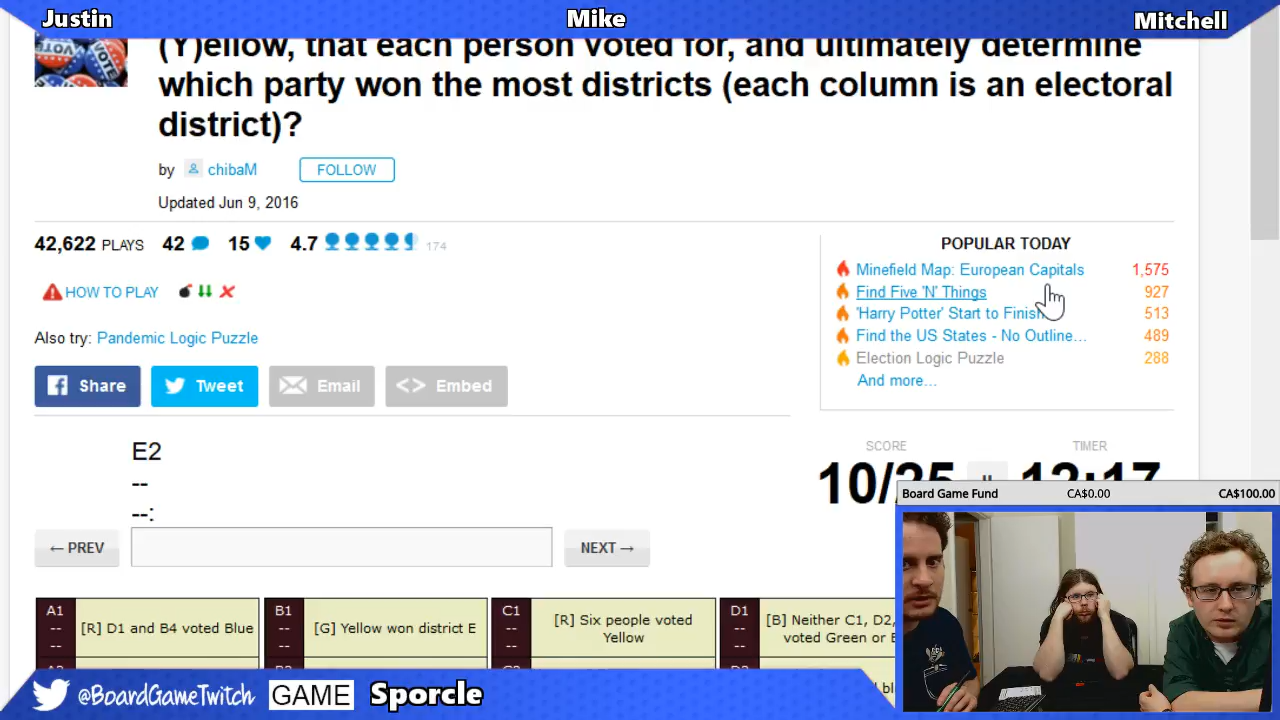 Justin
Mike
Mitchell
(Y)ellow, that each person voted for, and ultimately determine
which party won the most districts (each column is an electoral
district)?
VOTE
by chibaM
FOLLOW
Updated Jun 9, 2016
42,622 PLAYS 42 15 4.7 174
POPULAR TODAY
Minefield Map: European Capitals 1,575
Find Five 'N' Things 927
'Harry Potter' Start to Finish 513
Find the US States - No Outline... 489
Election Logic Puzzle 288
And more...
HOW TO PLAY
Also try: Pandemic Logic Puzzle
Share
Tweet
Email
<> Embed
SCORE
TIMER
10/25
12:17
E2
--
--:
← PREV
NEXT →
Board Game Fund CA$0.00 CA$100.00
A1
--
--
[R] D1 and B4 voted Blue
B1
--
--
[G] Yellow won district E
C1
--
--
[R] Six people voted
Yellow
D1
--
--
[B] Neither C1, D2,
voted Green or
@BoardGameTwitch
GAME
Sporcle